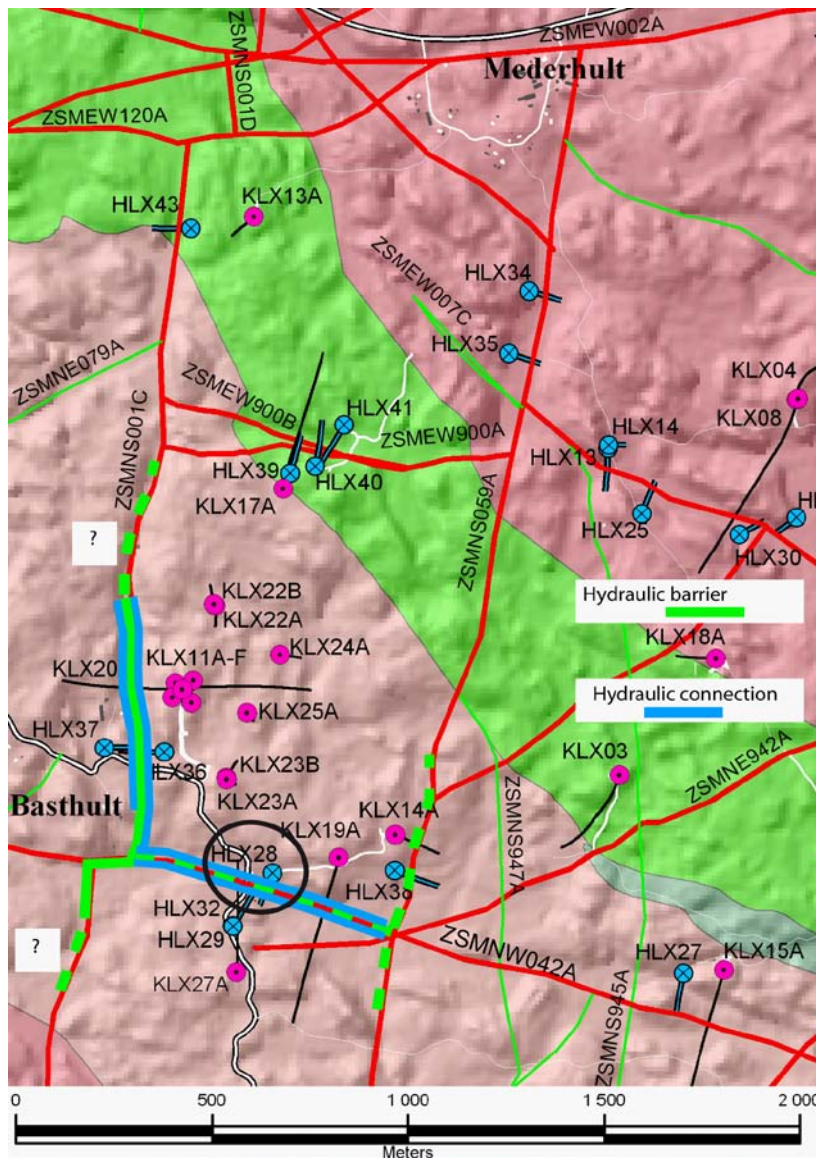 ZSMEW002A
Mederhult
ZSMNS001D
ZSMEW120A
HLX43
KLX13A
HLX34
ZSMEW007C
HLX35
ZSMNE079A
KLX04
KLX08
ZSMEW900B
HLX41
HLX14
ZSMNS001C
ZSMEW900A
HLX39
HLX40
HLX13
KLX17A
HLX25
HLX30
?
ZSMNS059A
Hydraulic barrier
KLX22B
KLX22A
KLX18A
KLX24A
KLX20
KLX11A-F
Hydraulic connection
KLX25A
HLX37
HLX36
KLX23B
KLX03
ZSMNE942A
KLX23A
Basthult
KLX14A
KLX19A
ZSMNS947A
HLX28
HLX38
HLX32
?
HLX29
ZSMNW042A
HLX27
KLX15A
KLX27A
ZSMNS945A
0 500 1 000 1 500 2 000
Meters